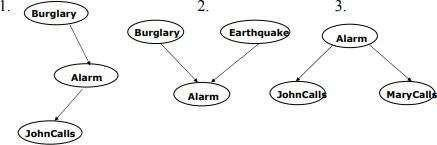 1. Burglary
Alarm
JohnCalls
2. Burglary Earthquake
Alarm
3. Alarm
JohnCalls MaryCalls